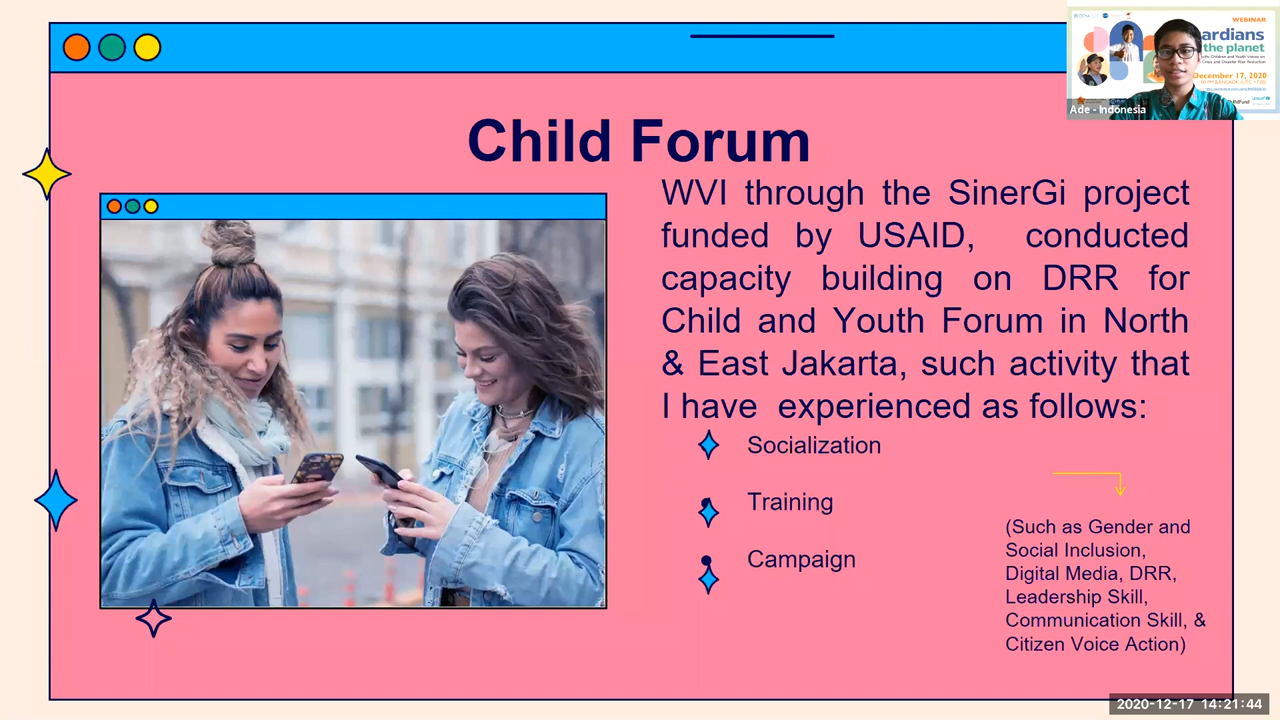 WEBINAR
ardians
the planet
December 17, 2020
Ade - Indonesia
Child Forum
WVI through the SinerGi project
funded by USAID, conducted
capacity building on DRR for
Child and Youth Forum in North
& East Jakarta, such activity that
I have experienced as follows:
Socialization
Training
Campaign
(Such as Gender and
Social Inclusion,
Digital Media, DRR,
Leadership Skill,
Communication Skill, &
Citizen Voice Action)
2020-12-17 14:21:44